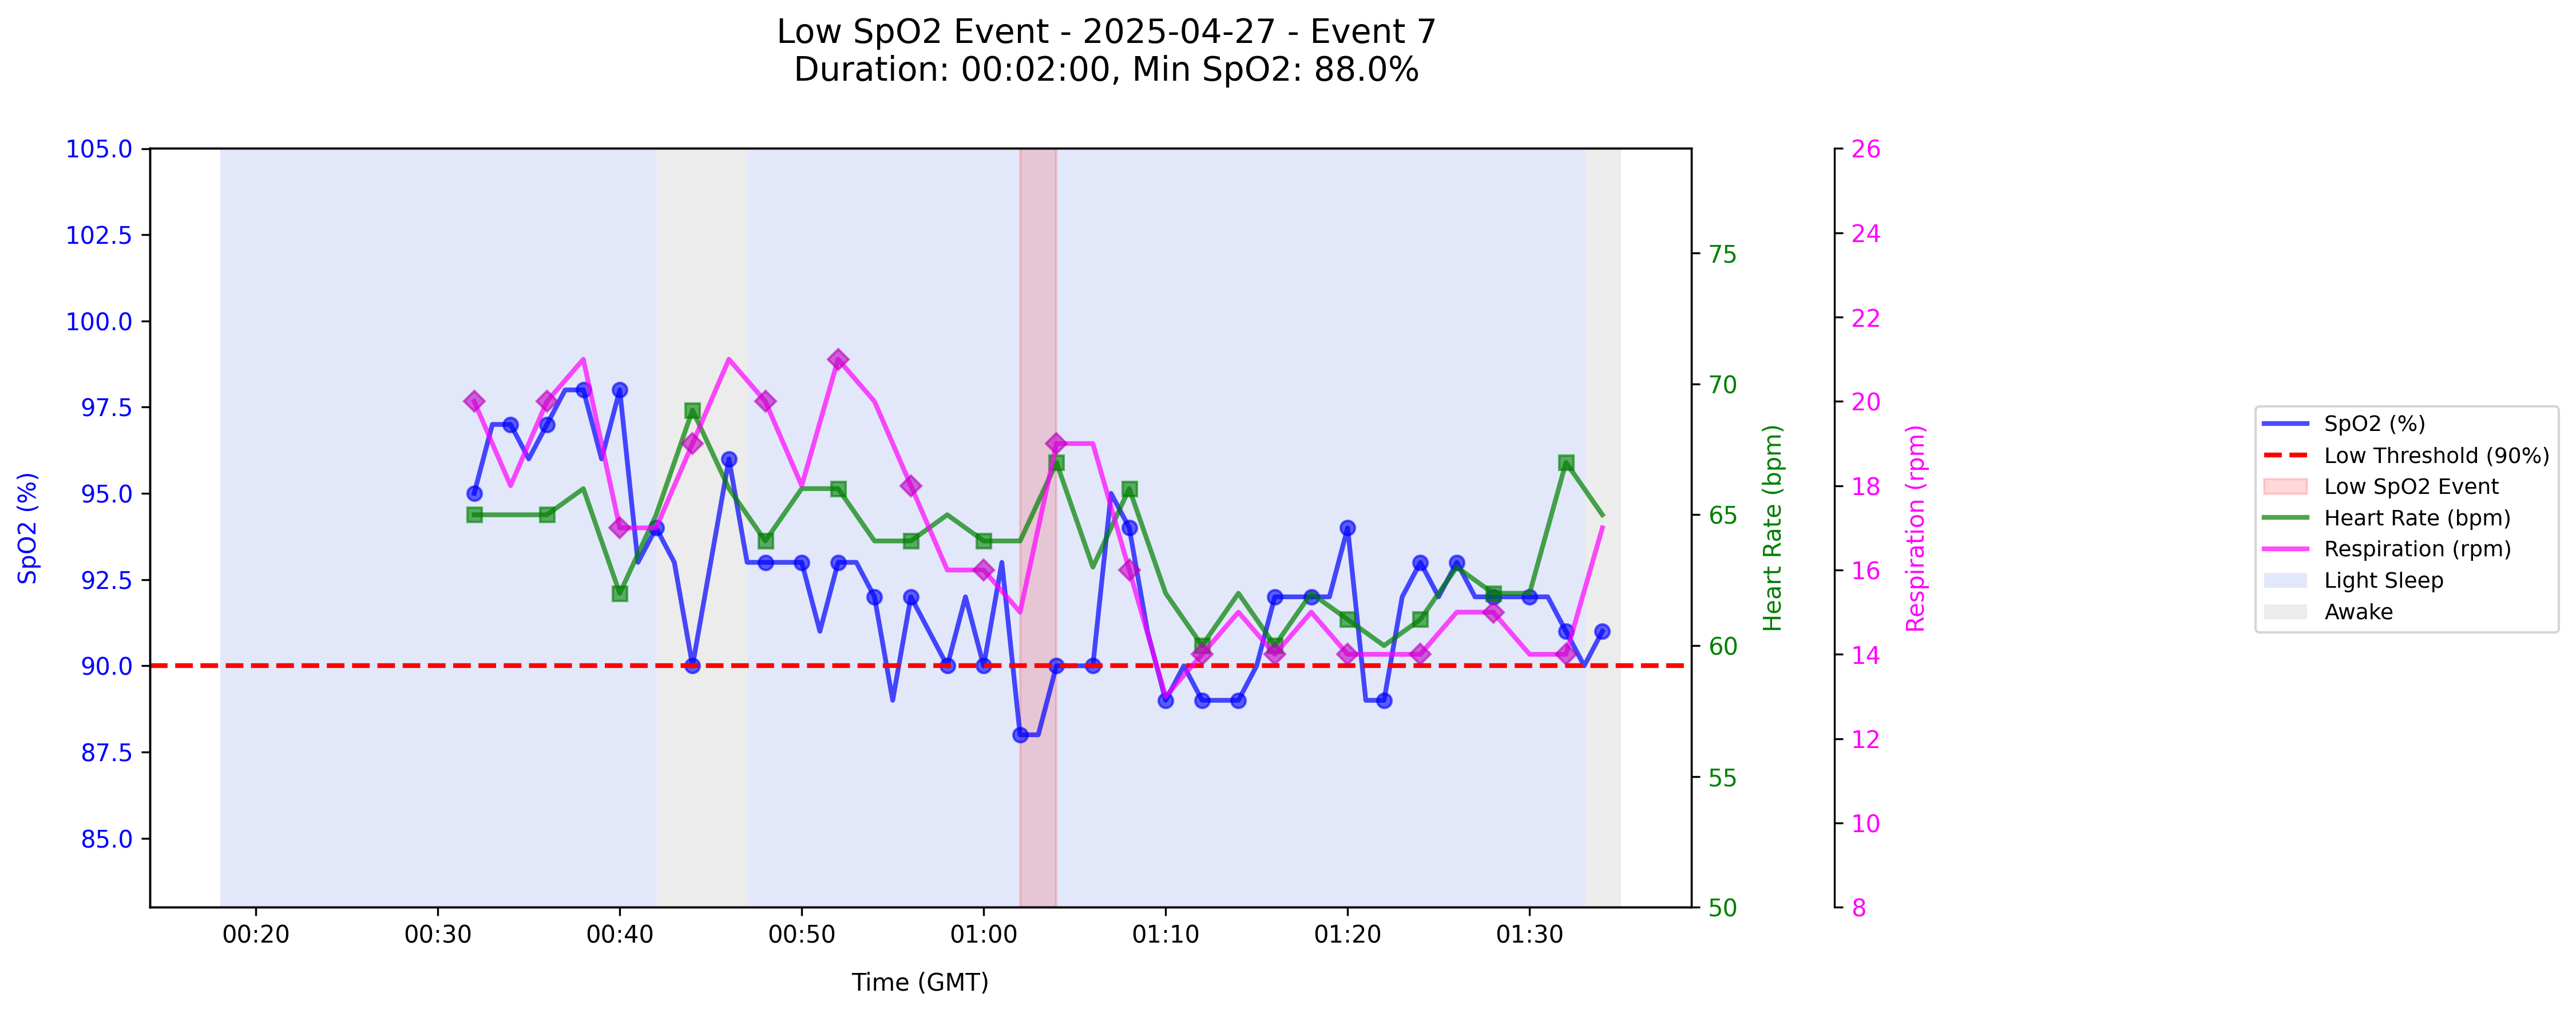 Low SpO2 Event - 2025-04-27 - Event 7
Duration: 00:02:00, Min SpO2: 88.0%
105.0
102.5
100.0
97.5
95.0
92.5
90.0
87.5
85.0
SpO2 (%)
75
70
65
60
55
50
Heart Rate (bpm)
26
24
22
20
18
16
14
12
10
8
Respiration (rpm)
SpO2 (%)
Low Threshold (90%)
Low SpO2 Event
Heart Rate (bpm)
Respiration (rpm)
Light Sleep
Awake
00:20 00:30 00:40 00:50 01:00 01:10 01:20 01:30
Time (GMT)